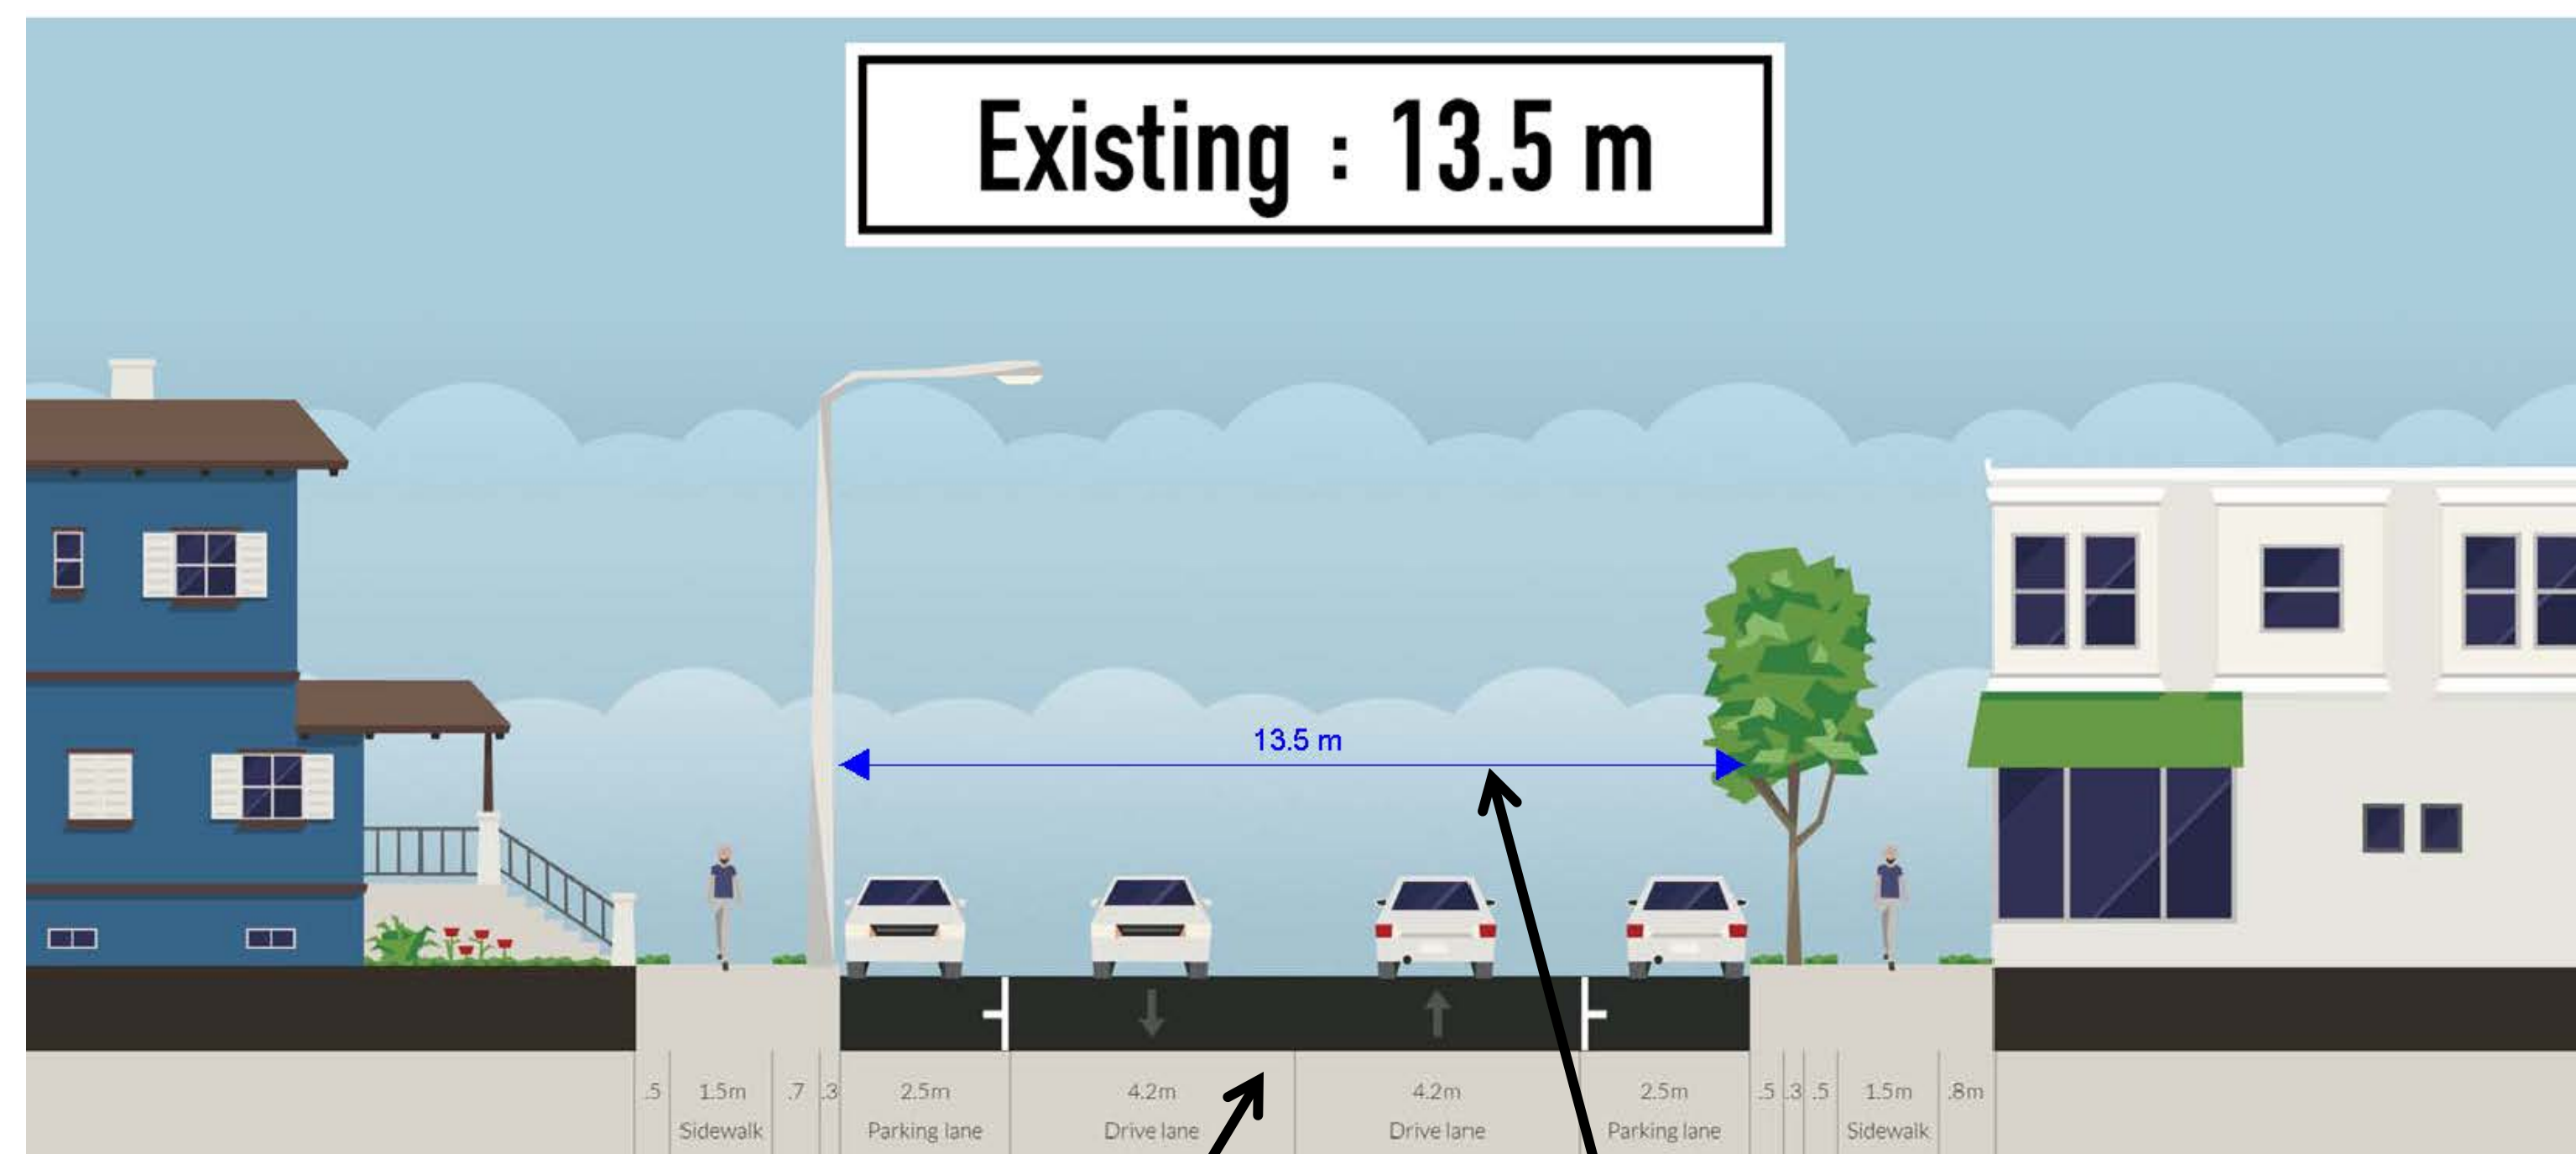 Existing : 13.5 m
13.5 m
.5 1.5m .7 .3 2.5m 4.2m 4.2m 2.5m .5 .3 .5 1.5m .8m
Sidewalk Parking lane Drive lane Drive lane Parking lane Sidewalk